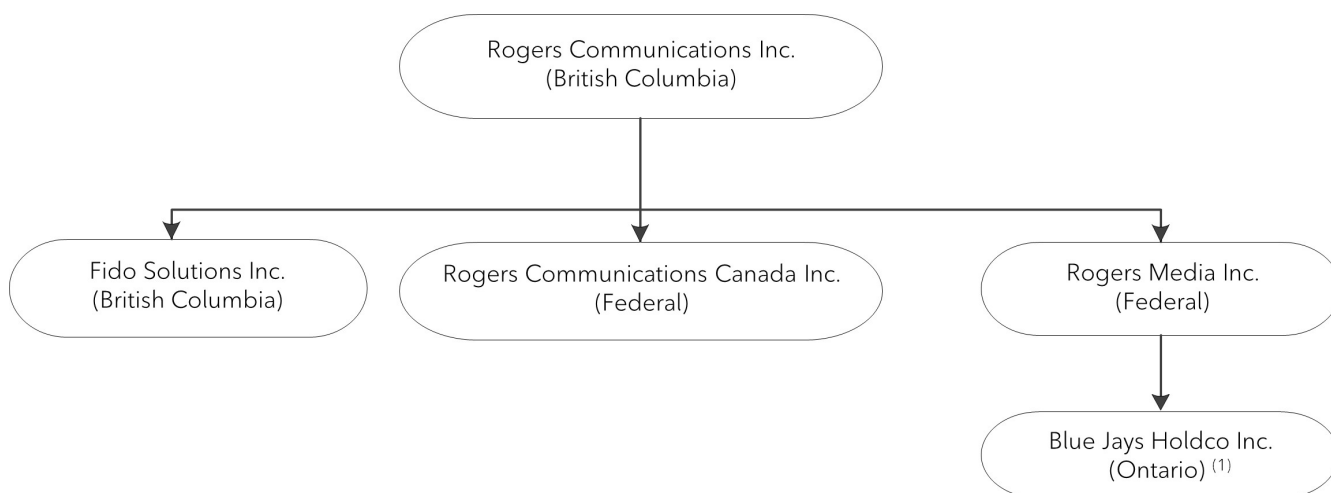 Rogers Communications Inc.
(British Columbia)
Fido Solutions Inc.
(British Columbia)
Rogers Communications Canada Inc.
(Federal)
Rogers Media Inc.
(Federal)
Blue Jays Holdco Inc.
(Ontario) (1)